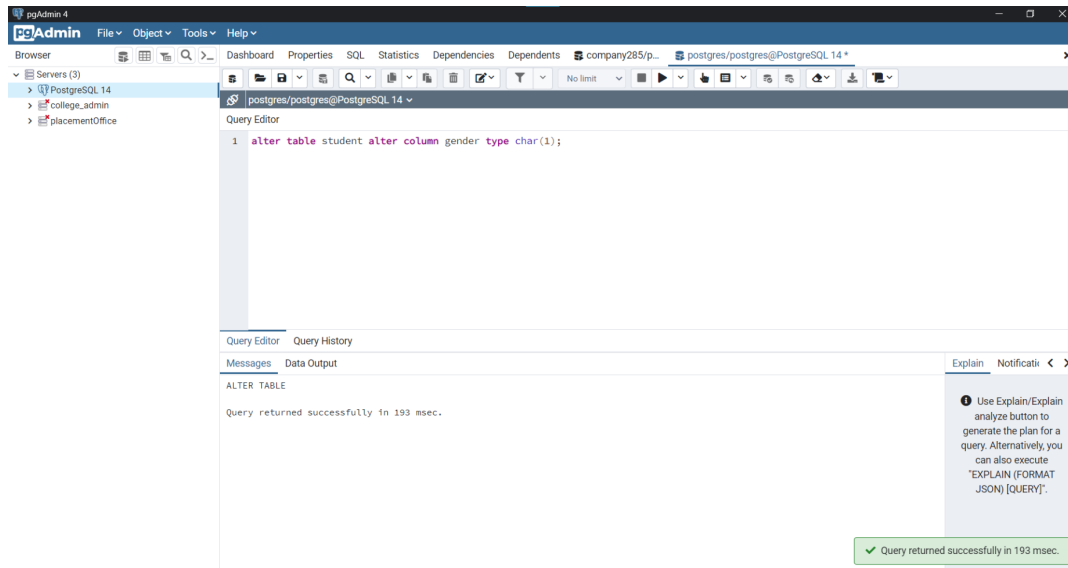 pgAdmin 4
pgAdmin File Object Tools Help
Browser
Dashboard Properties SQL Statistics Dependencies Dependents company285/p... postgres/postgres@PostgreSQL 14 *
Servers (3)
PostgreSQL 14
college_admin
placementOffice
No limit
postgres/postgres@PostgreSQL 14
Query Editor
1 alter table student alter column gender type char(1);
Query Editor Query History
Messages Data Output
Explain Notificatic
ALTER TABLE
Query returned successfully in 193 msec.
Use Explain/Explain
analyze button to
generate the plan for a
query. Alternatively, you
can also execute
"EXPLAIN (FORMAT
JSON) [QUERY]".
Query returned successfully in 193 msec.